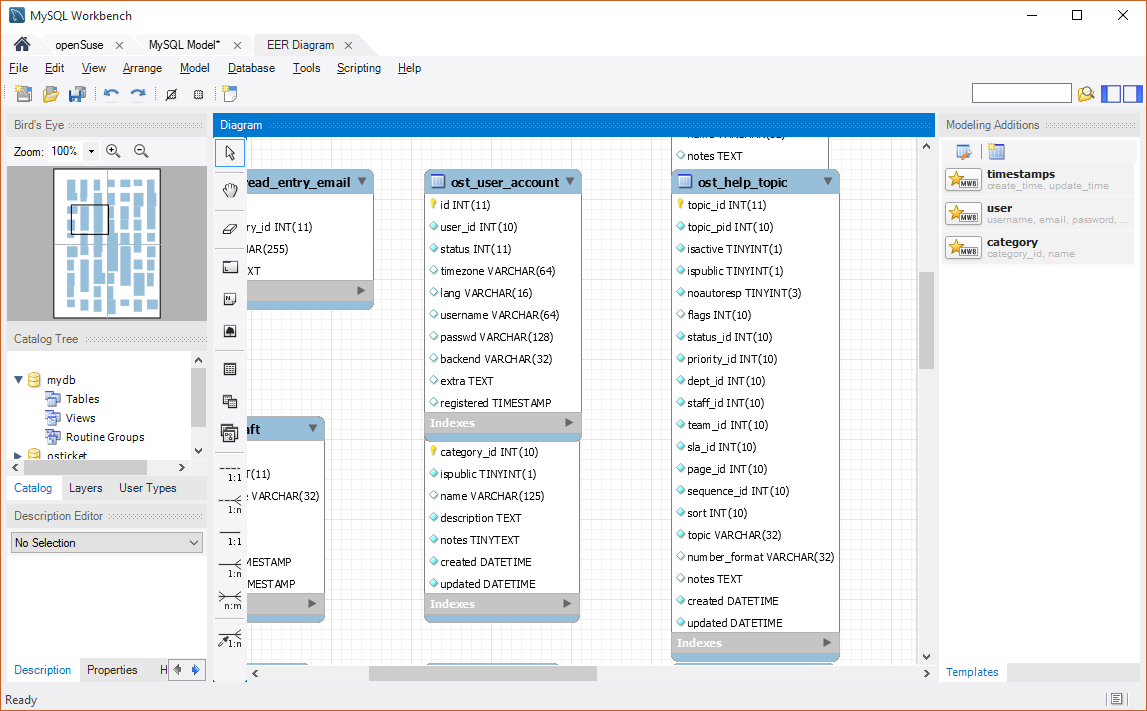 MySQL Workbench
openSuse
MySQL Model*
EER Diagram
File Edit View Arrange Model Database Tools Scripting Help
Bird's Eye
Zoom: 100%
Catalog Tree
mydb
Tables
Views
Routine Groups
osticket
Catalog Layers User Types
Description Editor
No Selection
Description Properties H
Ready
Diagram
1:1
1:n
1:1
1:n
n:m
1:n
read_entry_email
ry_id INT(11)
HAR(255)
XT
aft
T(11)
e VARCHAR(32)
MESTAMP
MESTAMP
ost_user_account
id INT(11)
user_id INT(10)
status INT(11)
timezone VARCHAR(64)
lang VARCHAR(16)
username VARCHAR(64)
passwd VARCHAR(128)
backend VARCHAR(32)
extra TEXT
registered TIMESTAMP
Indexes
category_id INT(10)
ispublic TINYINT(1)
name VARCHAR(125)
description TEXT
notes TINYTEXT
created DATETIME
updated DATETIME
Indexes
notes TEXT
ost_help_topic
topic_id INT(11)
topic_pid INT(10)
isactive TINYINT(1)
ispublic TINYINT(1)
noautoresp TINYINT(3)
flags INT(10)
status_id INT(10)
priority_id INT(10)
dept_id INT(10)
staff_id INT(10)
team_id INT(10)
sla_id INT(10)
page_id INT(10)
sequence_id INT(10)
sort INT(10)
topic VARCHAR(32)
number_format VARCHAR(32)
notes TEXT
created DATETIME
updated DATETIME
Indexes
Modeling Additions
MWB
timestamps
create_time, update_time
MWB
user
username, email, password, ...
MWB
category
category_id, name
Templates